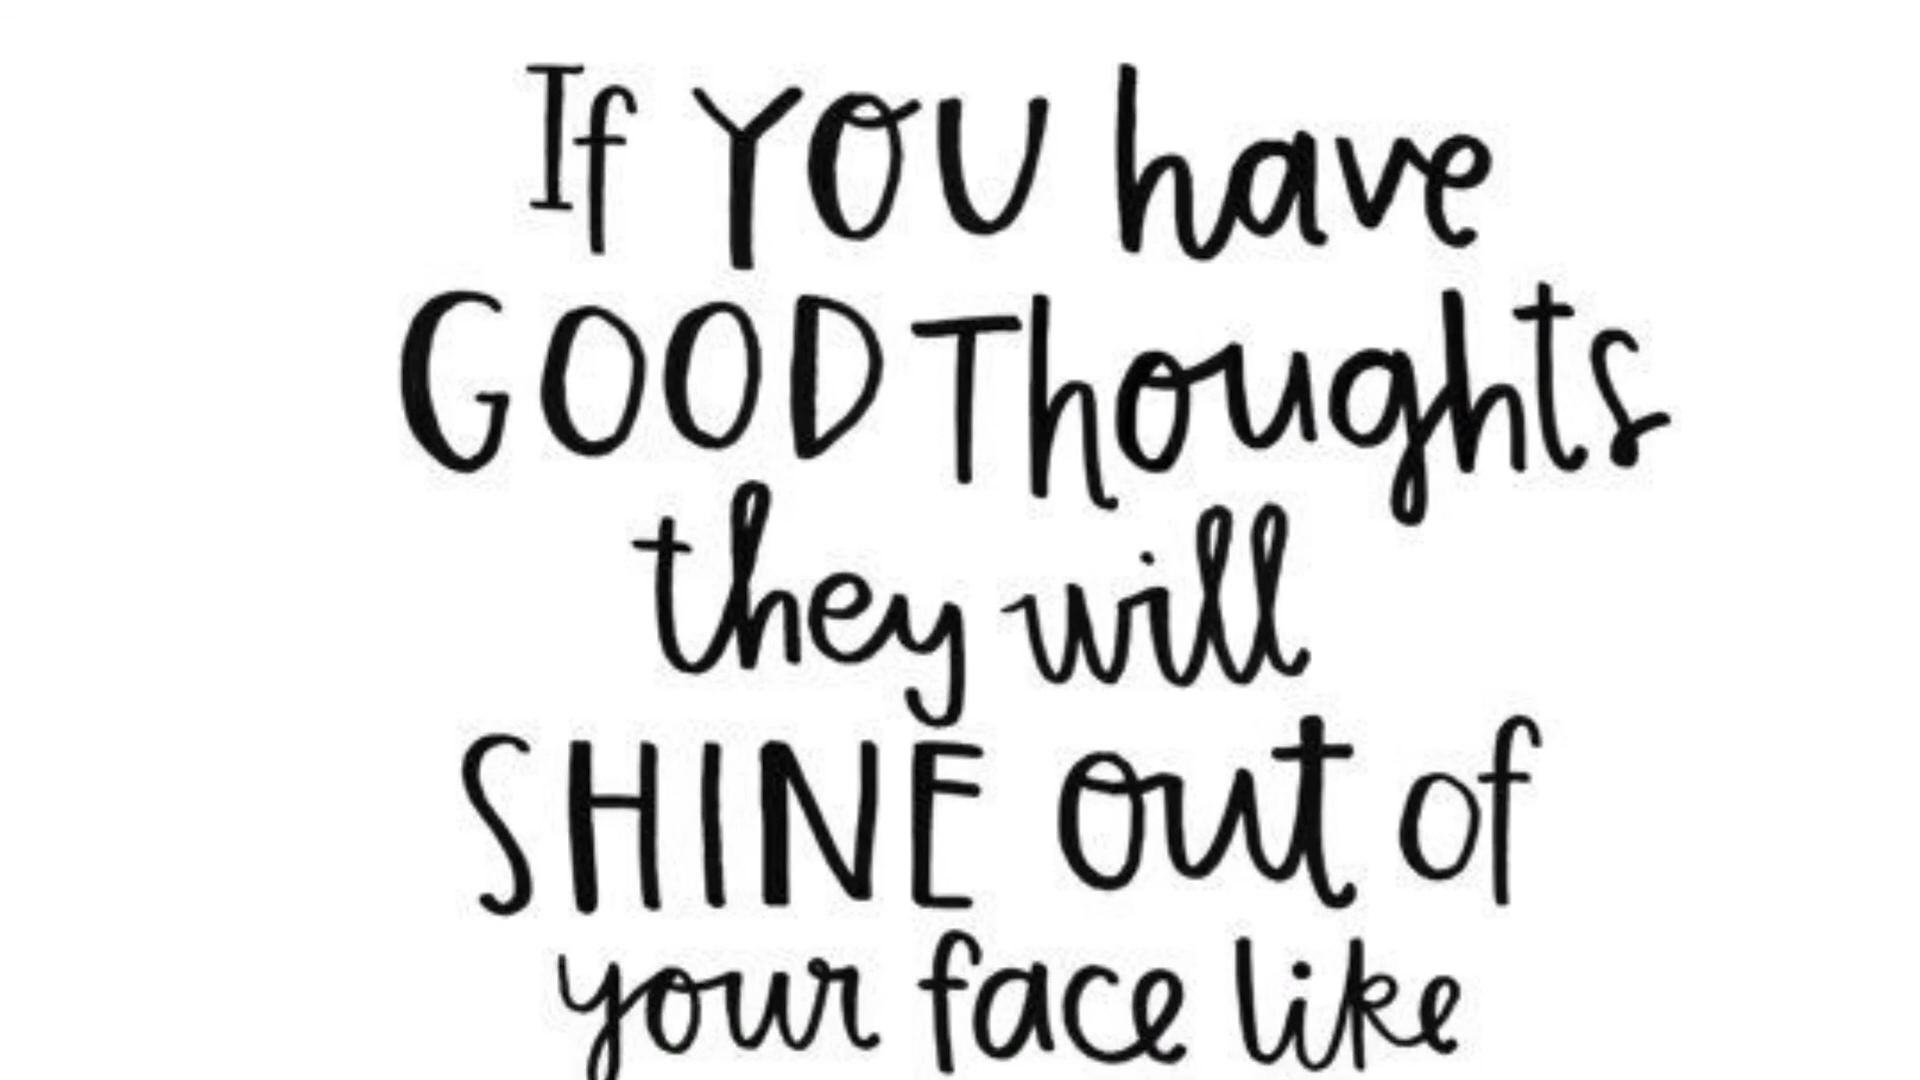 If YOU have
GOOD Thoughts
they will
SHINE out of
your face like